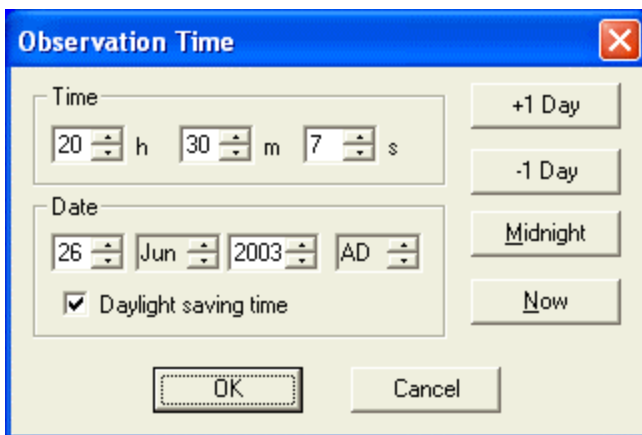 Observation Time
Time
20 h 30 m 7 s
Date
26 Jun 2003 AD
Daylight saving time
+1 Day
-1 Day
Midnight
Now
OK Cancel